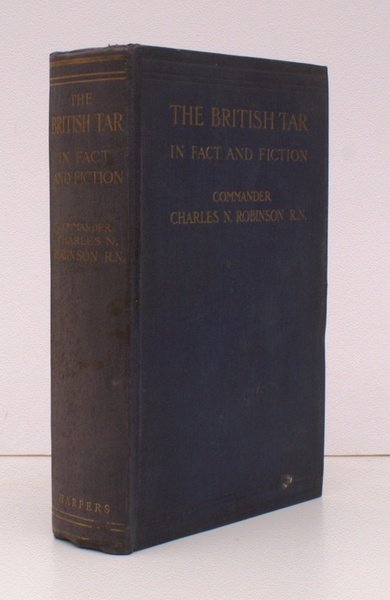 THE
BRITISH TAR
IN FACT
AND FICTION
COMMANDER
CHARLES N.
ROBINSON R.N.
HARPERS
THE BRITISH TAR
IN FACT AND FICTION
COMMANDER
CHARLES N. ROBINSON R.N.